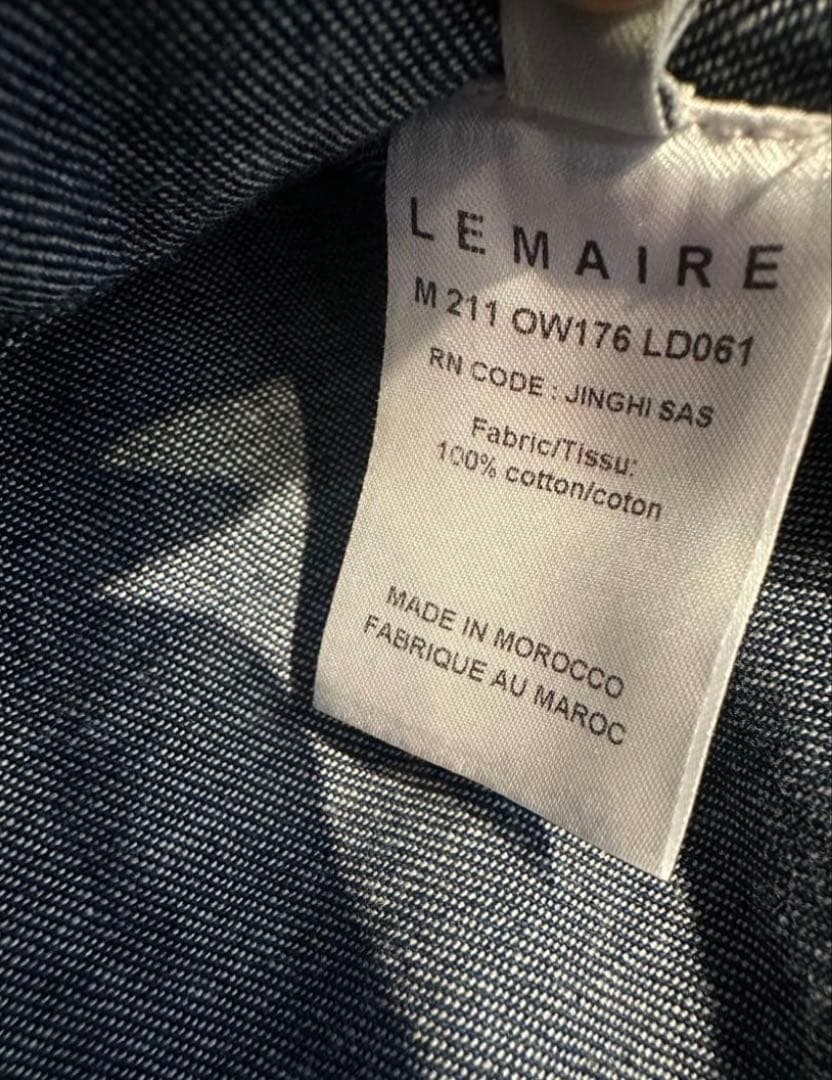 LEMAIRE
M 211 OW176 LD061
RN CODE : JINGHI SAS
Fabric/Tissu:
100% cotton/coton
MADE IN MOROCCO
FABRIQUE AU MAROC